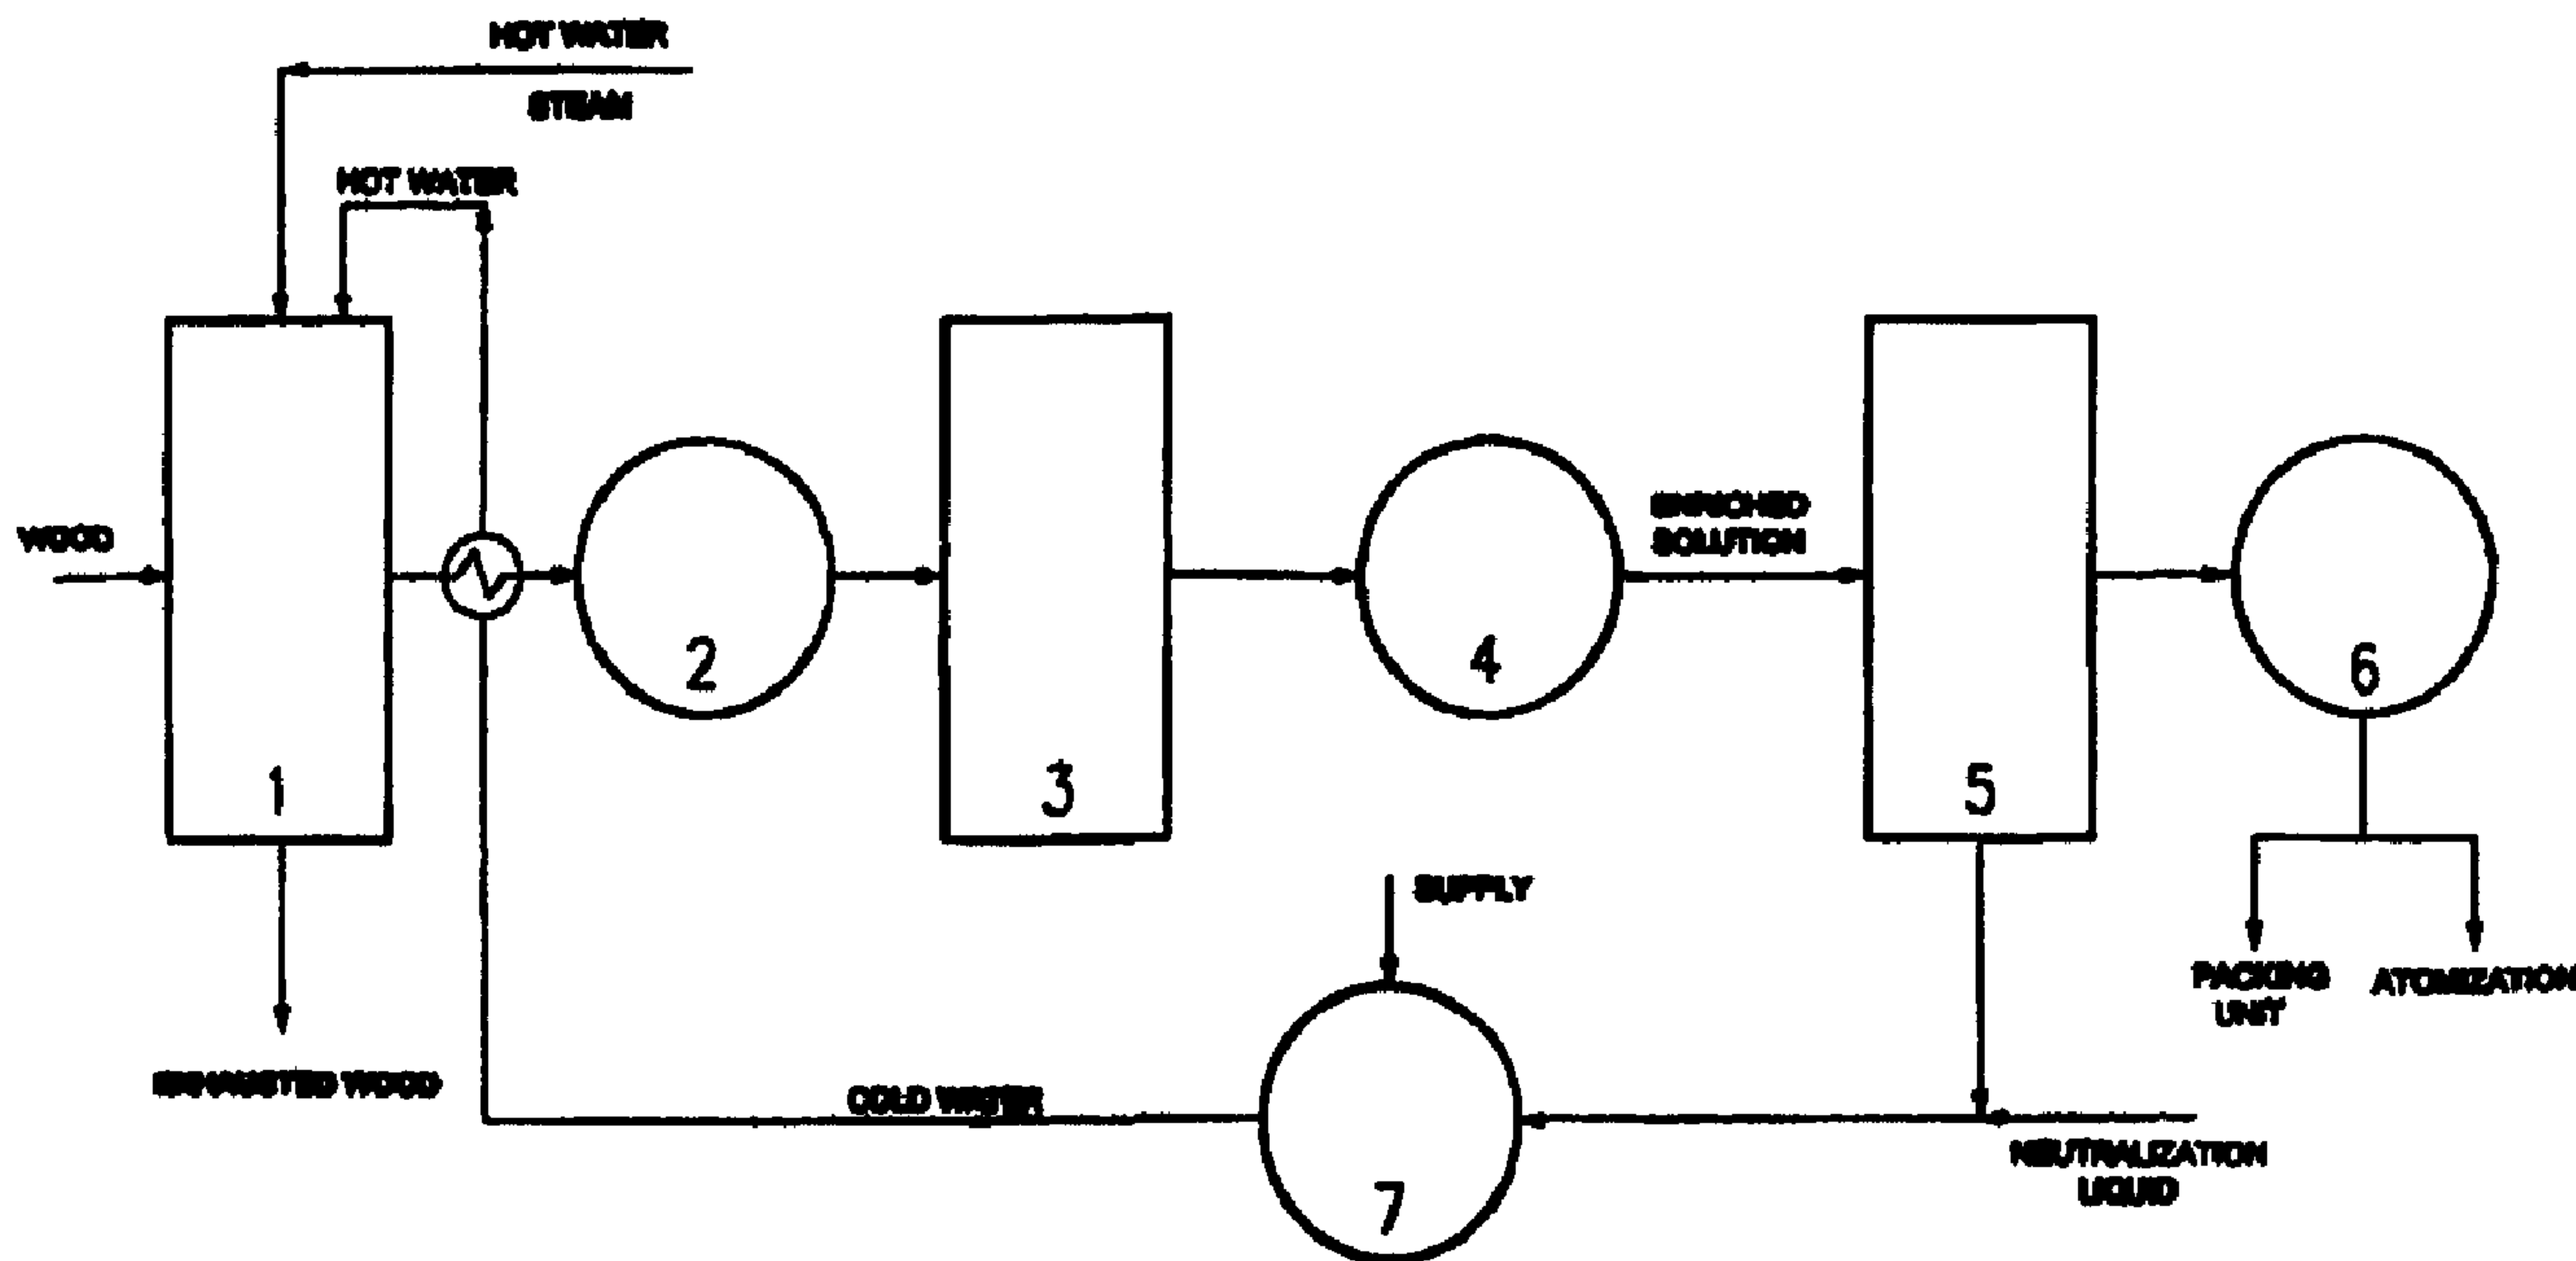 HOT WATER
STEAM
HOT WATER
WOOD
ENRICHED
SOLUTION
1
2
3
4
5
6
SUPPLY
PACKING
UNIT
ATOMIZATION
EXHAUSTED WOOD
COLD WATER
NEUTRALIZATION
LIQUID
7